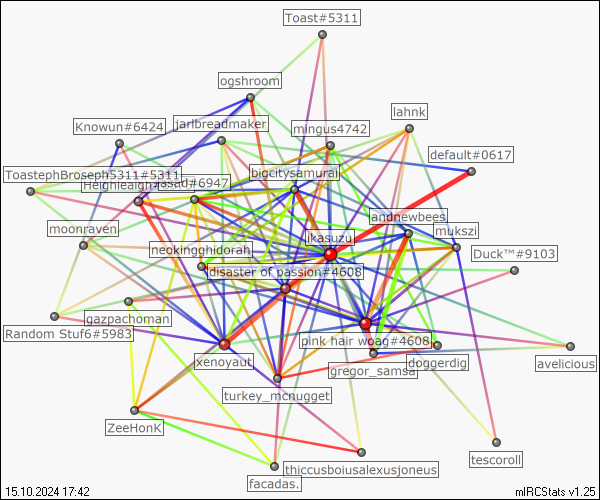 Toast#5311
ogshroom
lahnk
jarlbreadmaker
Knowun#6424
mingus4742
default#0617
bigcitysamurai
ToastephBroseph5311#5311
Heighleigh
assad#6947
andnewbees
moonraven
mukszi
ikasuzu
neokingghidorah
Duck™#9103
disaster of passion#4608
gazpachoman
Random Stuf6#5983
pink hair woag#4608
xenoyaut
doggerdig
avelicious
gregor_samsa
turkey_mcnugget
ZeeHonK
tescoroll
thiccusboiusalexusjoneus
facadas.
15.10.2024 17:42
mIRCStats v1.25